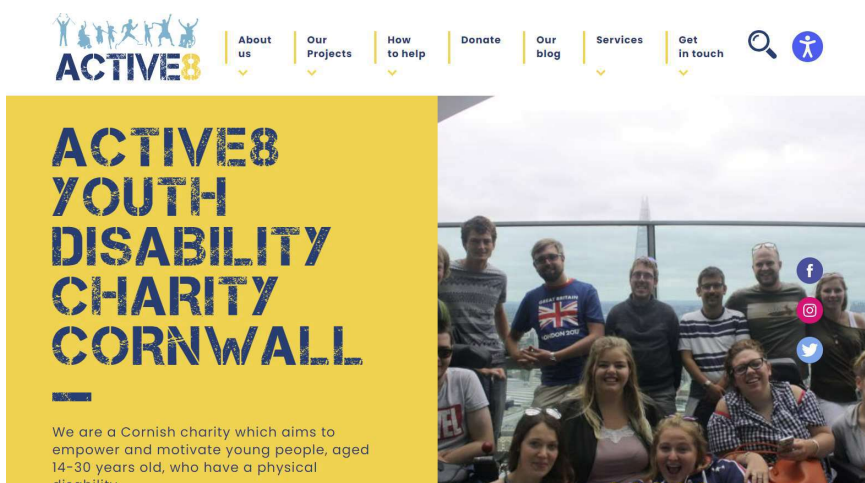 ACTIVE8
About
us
Our
Projects
How
to help
Donate
Our
blog
Services
Get
in touch
ACTIVE8
YOUTH
DISABILITY
CHARITY
CORNWALL
We are a Cornish charity which aims to
empower and motivate young people, aged
14-30 years old, who have a physical
disability
GREAT BRITAIN